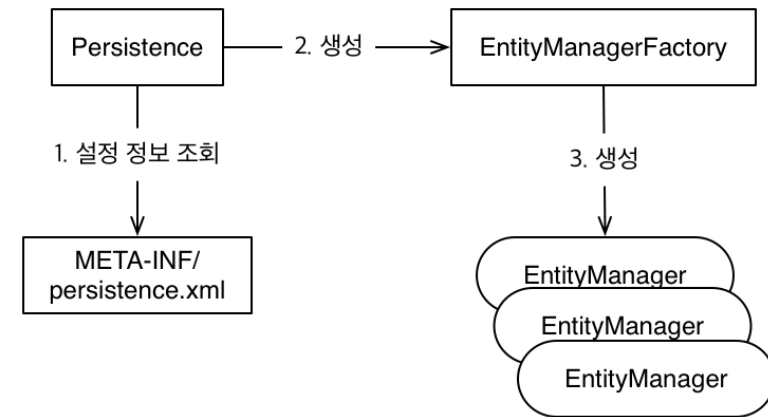 Persistence
2. 생성
EntityManagerFactory
1. 설정 정보 조회
3. 생성
META-INF/
persistence.xml
EntityManager
EntityManager
EntityManager